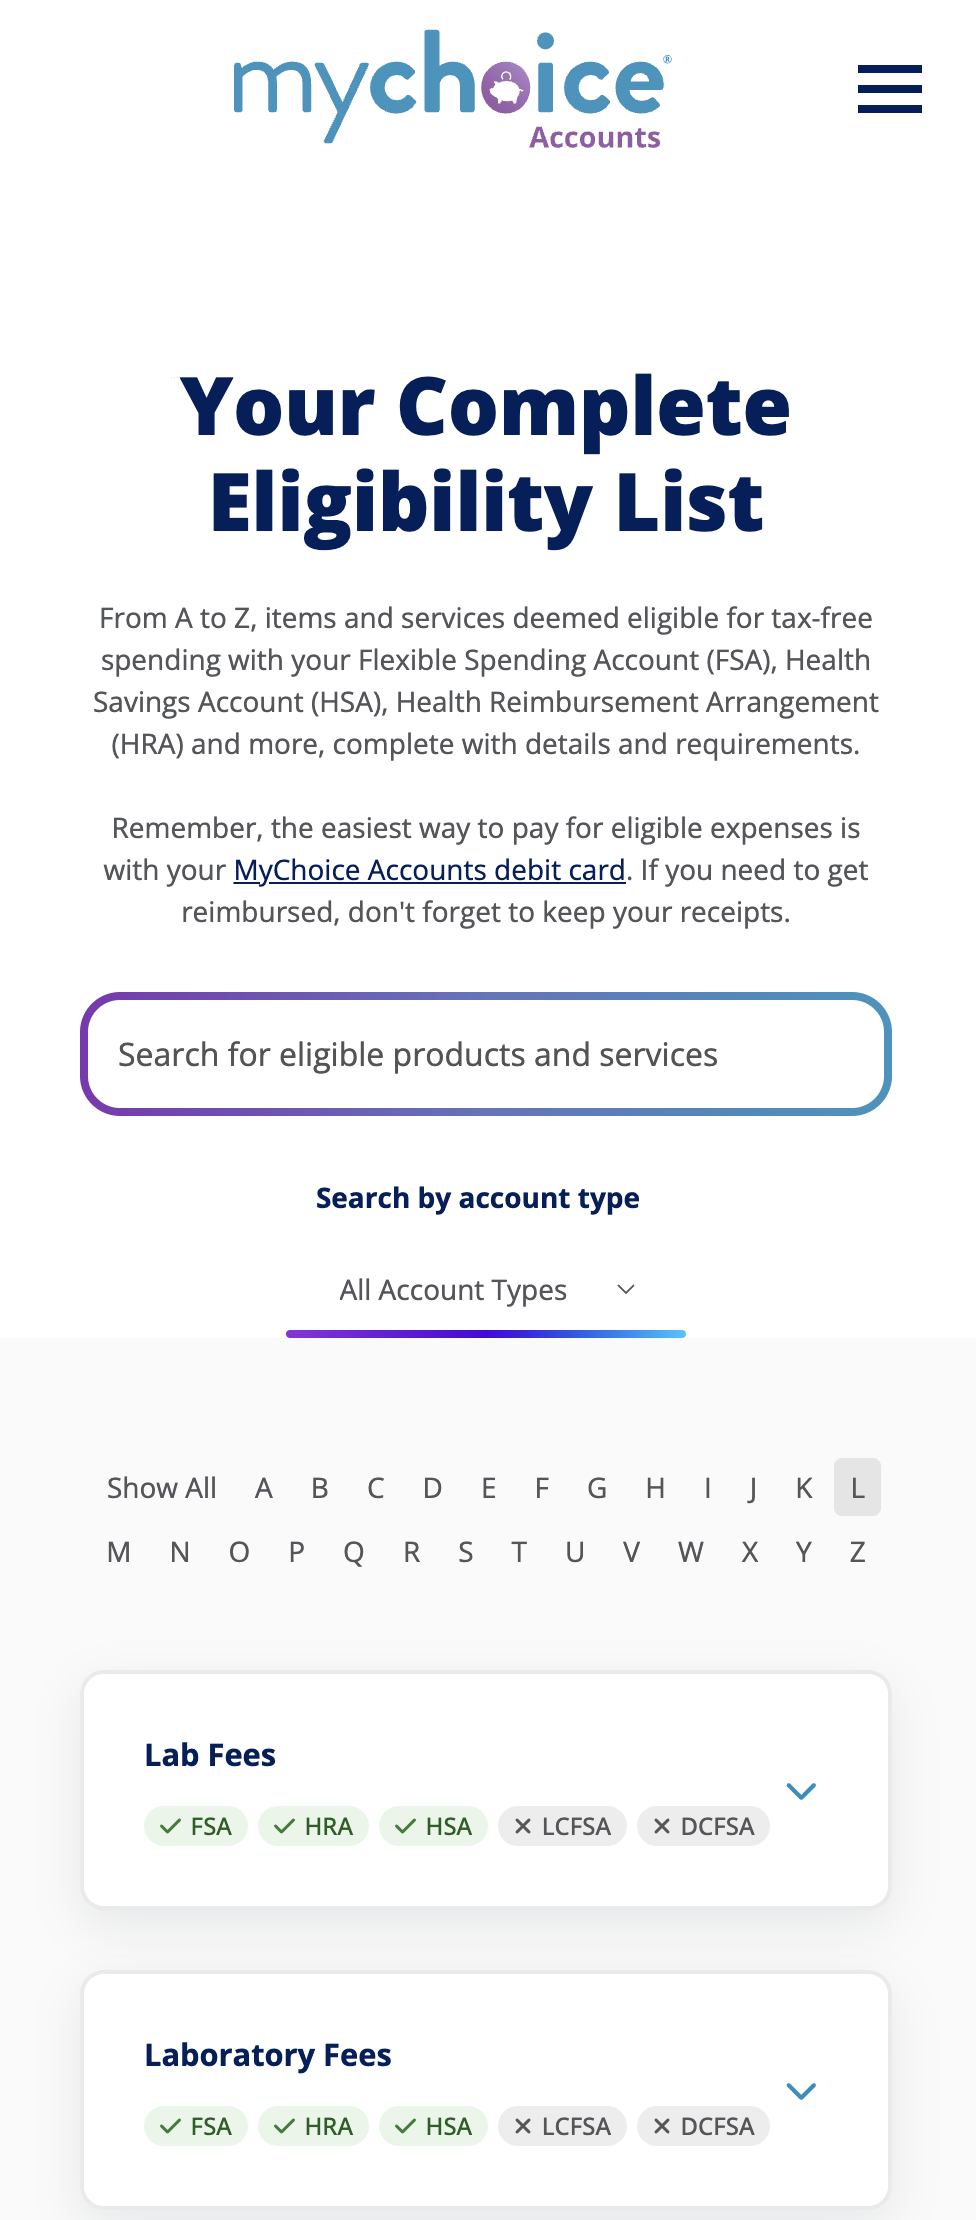 mychoice®
Accounts
Your Complete
Eligibility List
From A to Z, items and services deemed eligible for tax-free
spending with your Flexible Spending Account (FSA), Health
Savings Account (HSA), Health Reimbursement Arrangement
(HRA) and more, complete with details and requirements.
Remember, the easiest way to pay for eligible expenses is
with your MyChoice Accounts debit card. If you need to get
reimbursed, don't forget to keep your receipts.
Search for eligible products and services
Search by account type
All Account Types
Show All A B C D E F G H I J K L
M N O P Q R S T U V W X Y Z
Lab Fees
FSA HRA HSA LCFSA DCFSA
Laboratory Fees
FSA HRA HSA LCFSA DCFSA